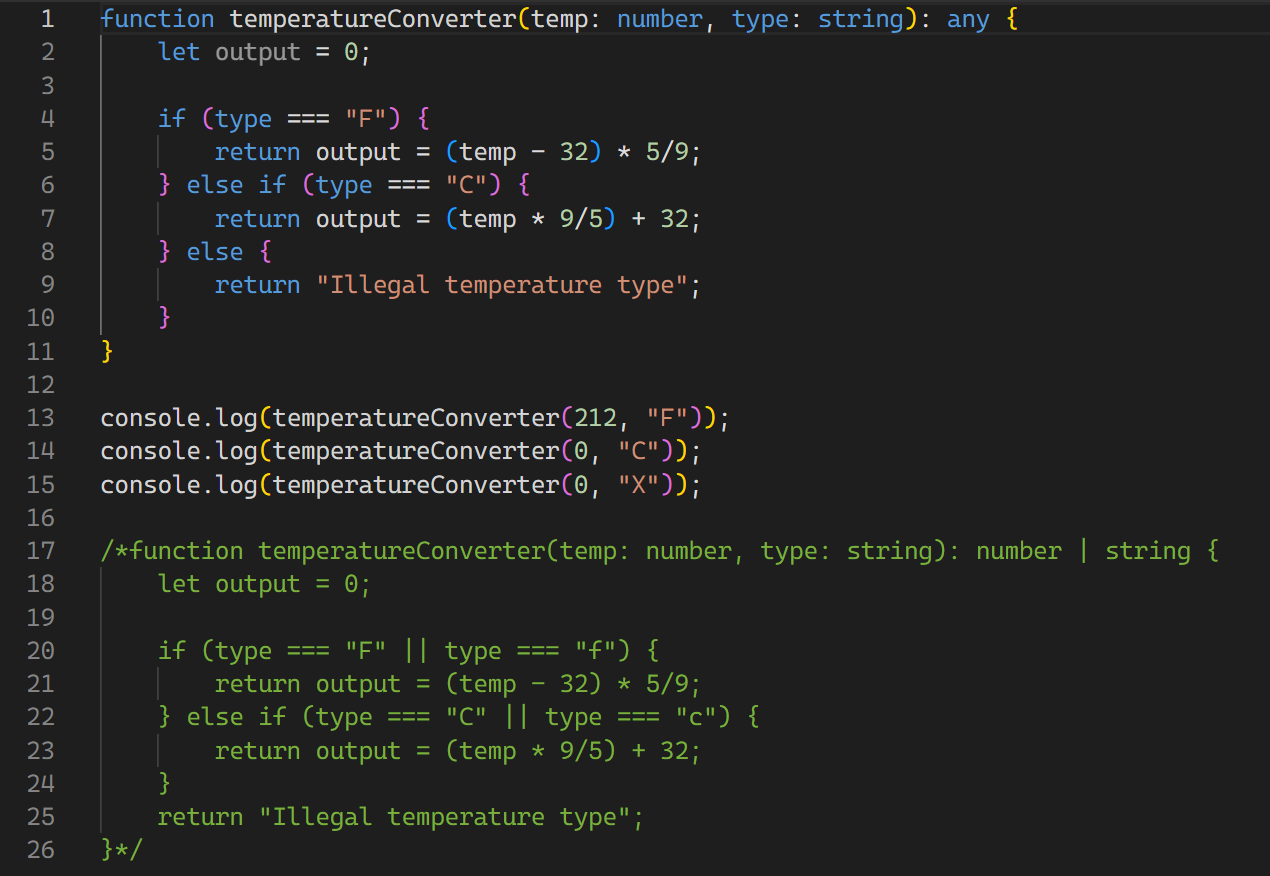 1 function temperatureConverter(temp: number, type: string): any {
2     let output = 0;
3
4     if (type === "F") {
5         return output = (temp - 32) * 5/9;
6     } else if (type === "C") {
7         return output = (temp * 9/5) + 32;
8     } else {
9         return "Illegal temperature type";
10     }
11 }
12
13 console.log(temperatureConverter(212, "F"));
14 console.log(temperatureConverter(0, "C"));
15 console.log(temperatureConverter(0, "X"));
16
17 /*function temperatureConverter(temp: number, type: string): number | string {
18     let output = 0;
19
20     if (type === "F" || type === "f") {
21         return output = (temp - 32) * 5/9;
22     } else if (type === "C" || type === "c") {
23         return output = (temp * 9/5) + 32;
24     }
25     return "Illegal temperature type";
26 }*/